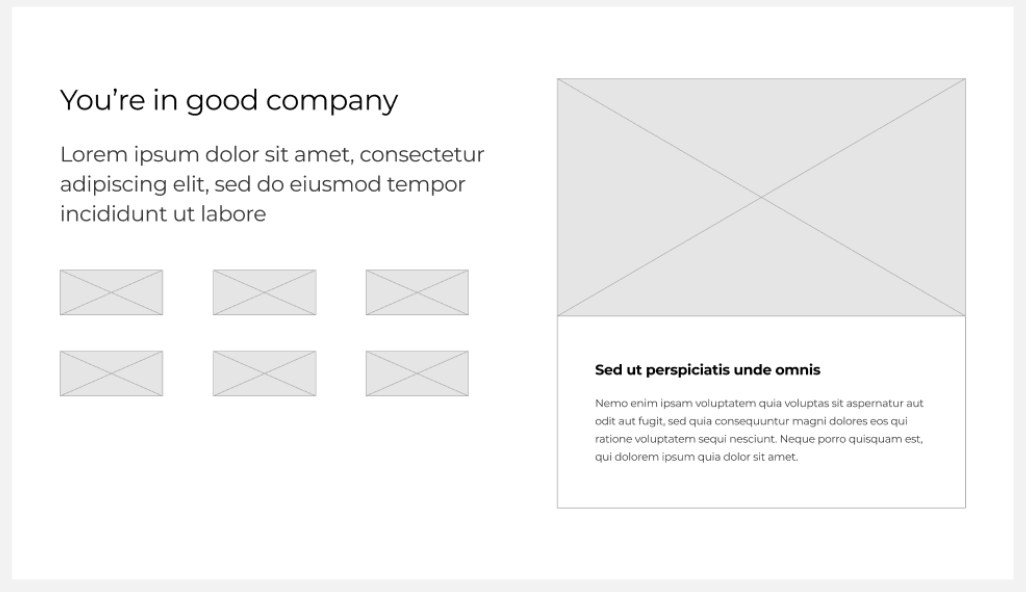 You’re in good company
Lorem ipsum dolor sit amet, consectetur
adipiscing elit, sed do eiusmod tempor
incididunt ut labore
Sed ut perspiciatis unde omnis
Nemo enim ipsam voluptatem quia voluptas sit aspernatur aut
odit aut fugit, sed quia consequuntur magni dolores eos qui
ratione voluptatem sequi nesciunt. Neque porro quisquam est,
qui dolorem ipsum quia dolor sit amet.